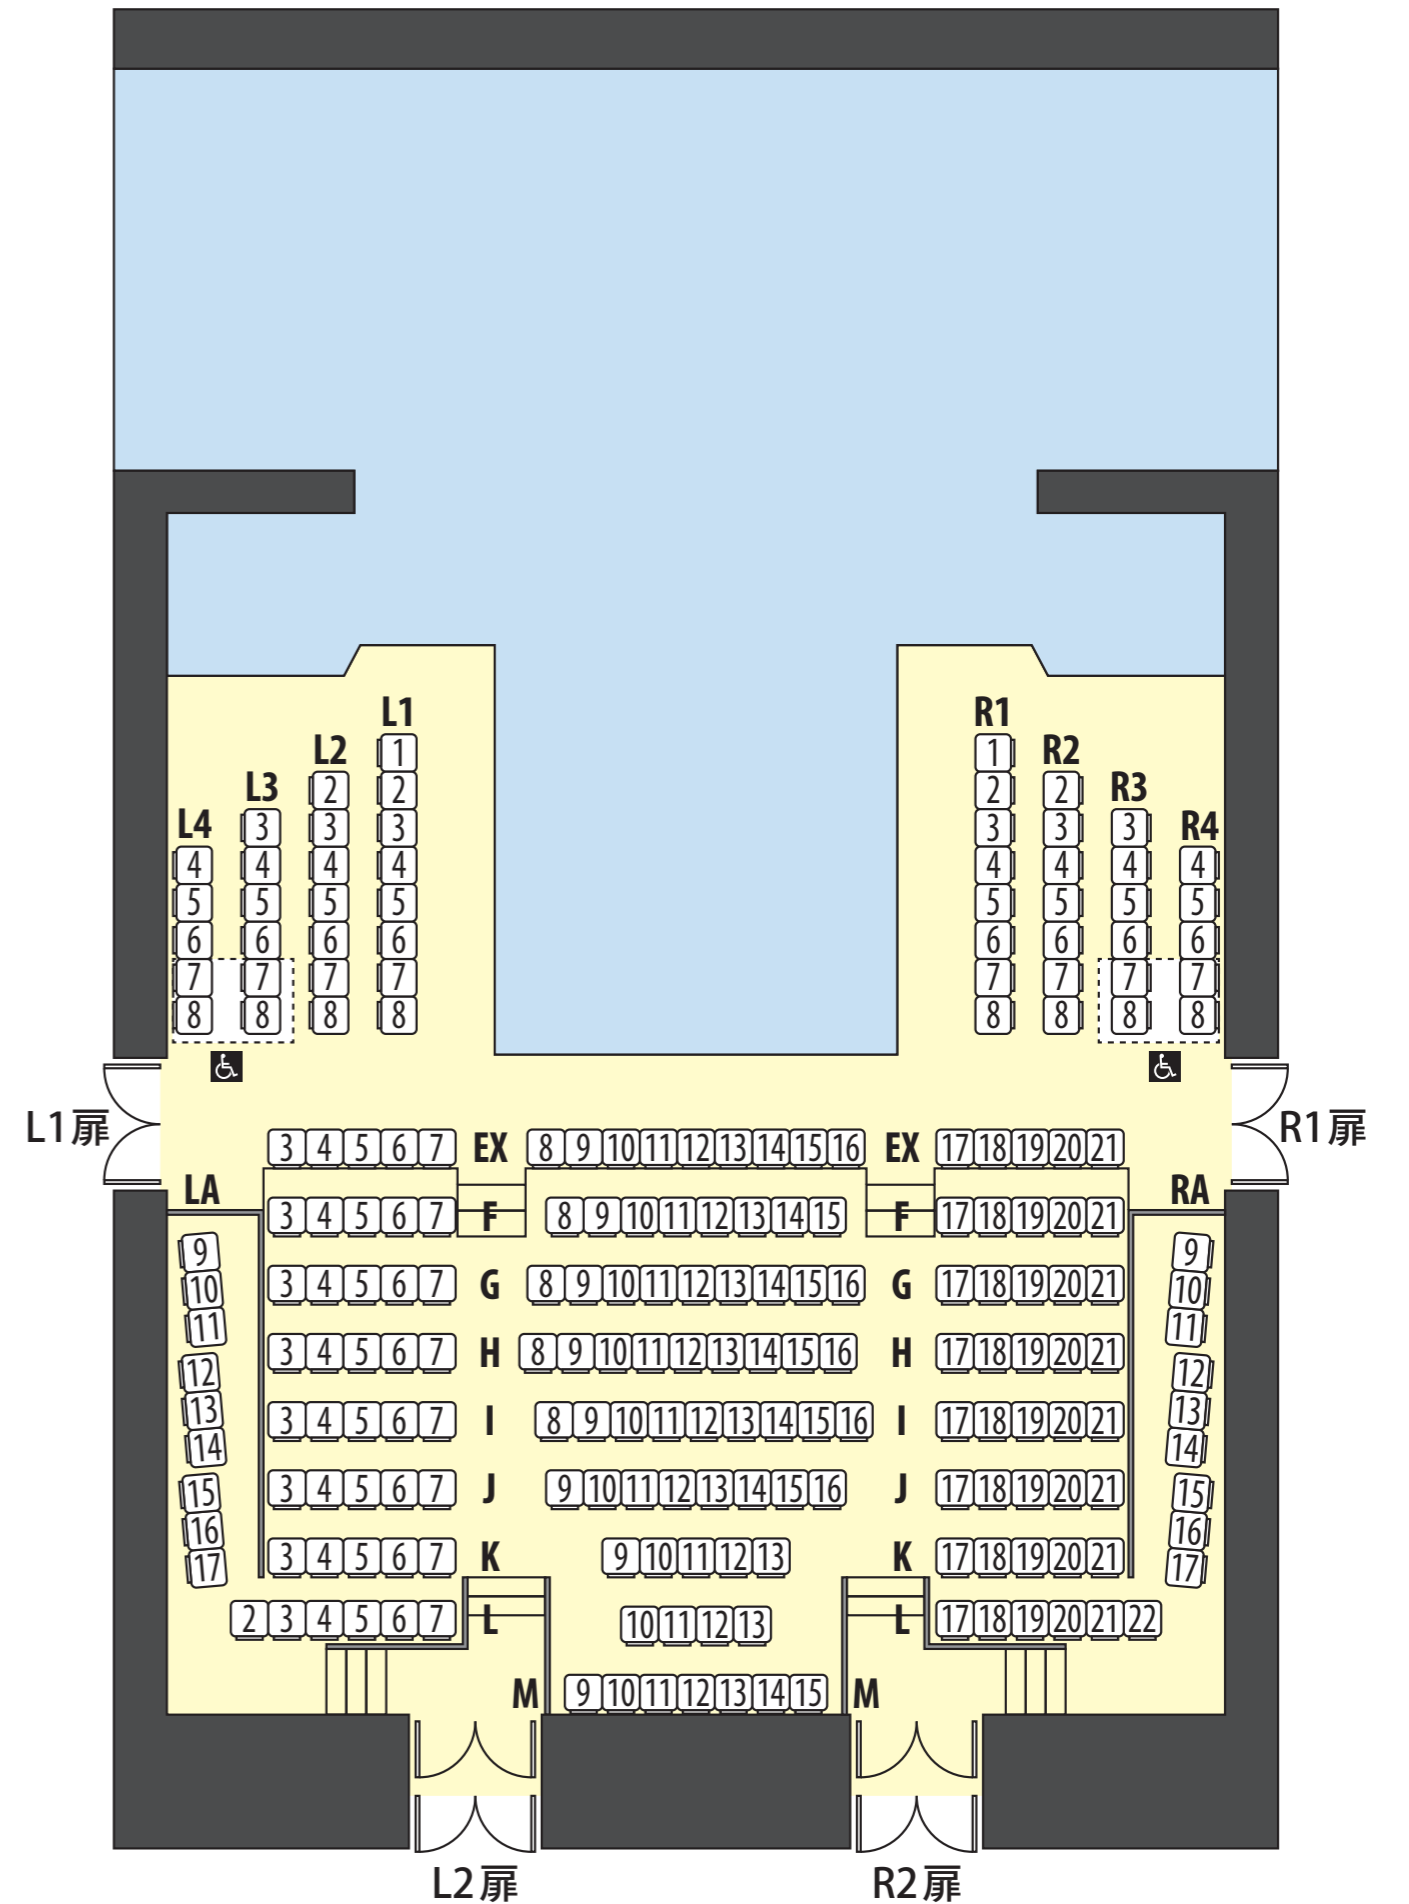 L1 R1
L2 R2
L3 R3
L4 R4
1 1
2 2 2 2
3 3 3 3 3 3
4 4 4 4 4 4 4 4
5 5 5 5 5 5 5 5
6 6 6 6 6 6 6 6
7 7 7 7 7 7 7 7
8 8 8 8 8 8 8 8
L1扉 R1扉
3 4 5 6 7 EX 8 9 10 11 12 13 14 15 16 EX 17 18 19 20 21
LA RA
3 4 5 6 7 F 8 9 10 11 12 13 14 15 F 17 18 19 20 21
9 9
10 3 4 5 6 7 G 8 9 10 11 12 13 14 15 16 G 17 18 19 20 21 10
11 11
12 3 4 5 6 7 H 8 9 10 11 12 13 14 15 16 H 17 18 19 20 21 12
13 3 4 5 6 7 I 8 9 10 11 12 13 14 15 16 I 17 18 19 20 21 13
14 14
15 3 4 5 6 7 J 9 10 11 12 13 14 15 16 J 17 18 19 20 21 15
16 16
17 3 4 5 6 7 K 9 10 11 12 13 K 17 18 19 20 21 17
2 3 4 5 6 7 L 10 11 12 13 L 17 18 19 20 21 22
M 9 10 11 12 13 14 15 M
L2扉 R2扉